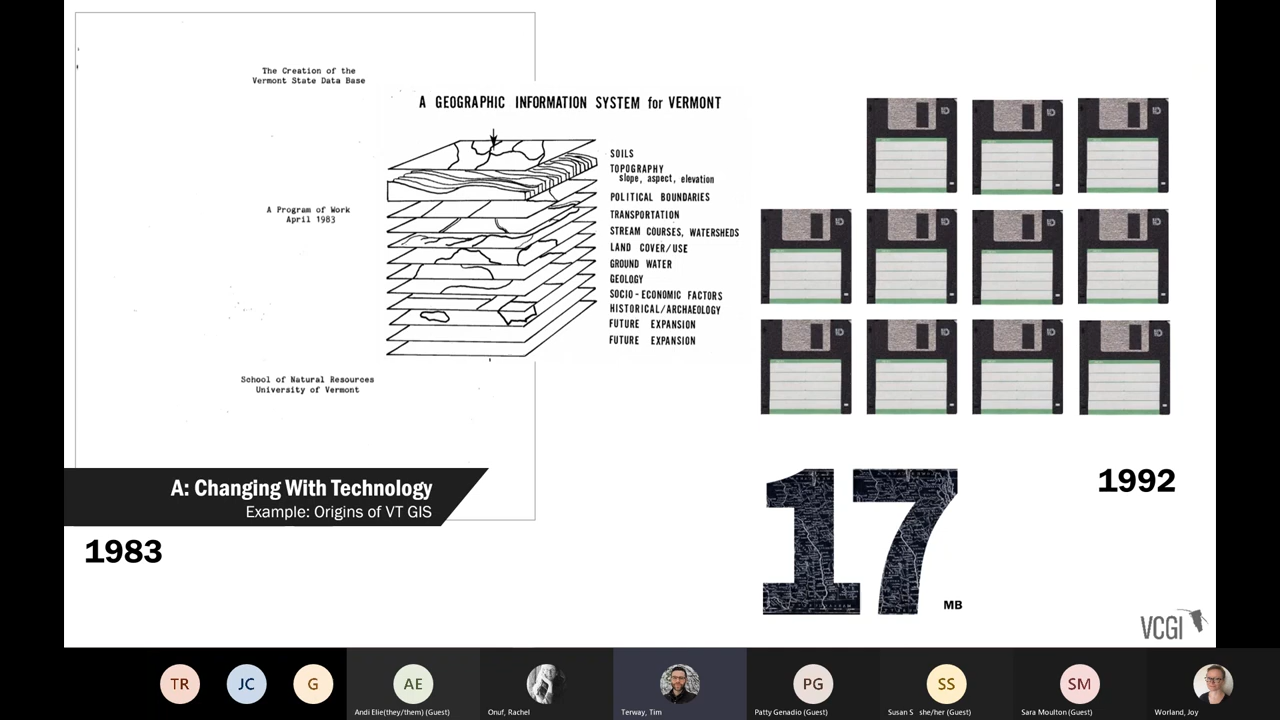 The Creation of the
Vermont State Data Base
A Program of Work
April 1983
School of Natural Resources
University of Vermont
A GEOGRAPHIC INFORMATION SYSTEM for VERMONT
SOILS
TOPOGRAPHY
slope, aspect, elevation
POLITICAL BOUNDARIES
TRANSPORTATION
STREAM COURSES, WATERSHEDS
LAND COVER/USE
GROUND WATER
GEOLOGY
SOCIO-ECONOMIC FACTORS
HISTORICAL/ARCHAEOLOGY
FUTURE EXPANSION
FUTURE EXPANSION
A: Changing With Technology
Example: Origins of VT GIS
1983
17
MB
1992
VCGI
TR
JC
G
AE
Andi Elie(they/them) (Guest)
Onuf, Rachel
Terway, Tim
PG
Patty Genadio (Guest)
SS
Susan S she/her (Guest)
SM
Sara Moulton (Guest)
Worland, Joy